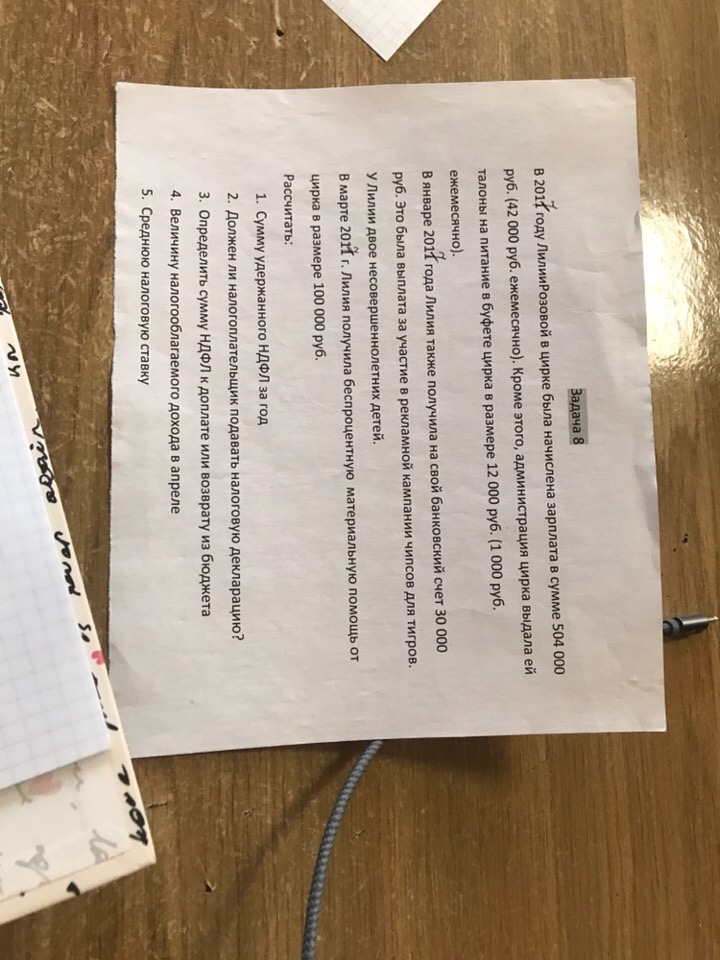 Задача 8
В 2017 году ЛилииРозовой в цирке была начислена зарплата в сумме 504 000
руб. (42 000 руб. ежемесячно). Кроме этого, администрация цирка выдала ей
талоны на питание в буфете цирка в размере 12 000 руб. (1 000 руб.
ежемесячно).
В январе 2017 года Лилия также получила на свой банковский счет 30 000
руб. Это была выплата за участие в рекламной кампании чипсов для тигров.
У Лилии двое несовершеннолетних детей.
В марте 2017 г. Лилия получила беспроцентную материальную помощь от
цирка в размере 100 000 руб.
Рассчитать:
1. Сумму удержанного НДФЛ за год
2. Должен ли налогоплательщик подавать налоговую декларацию?
3. Определить сумму НДФЛ к доплате или возврату из бюджета
4. Величину налогооблагаемого дохода в апреле
5. Среднюю налоговую ставку
love
is
never
again